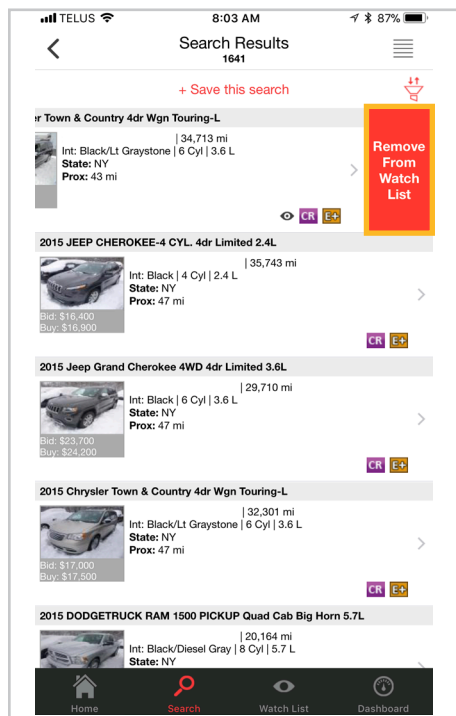 TELUS 8:03 AM 87%
Search Results
1641
+ Save this search
er Town & Country 4dr Wgn Touring-L
| 34,713 mi
Int: Black/Lt Graystone | 6 Cyl | 3.6 L
State: NY
Prox: 43 mi
CR E+
Remove
From
Watch
List
2015 JEEP CHEROKEE-4 CYL. 4dr Limited 2.4L
| 35,743 mi
Int: Black | 4 Cyl | 2.4 L
State: NY
Prox: 47 mi
Bid: $16,400
Buy: $16,900
CR E+
2015 Jeep Grand Cherokee 4WD 4dr Limited 3.6L
| 29,710 mi
Int: Black | 6 Cyl | 3.6 L
State: NY
Prox: 47 mi
Bid: $23,700
Buy: $24,200
CR E+
2015 Chrysler Town & Country 4dr Wgn Touring-L
| 32,301 mi
Int: Black/Lt Graystone | 6 Cyl | 3.6 L
State: NY
Prox: 47 mi
Bid: $17,000
Buy: $17,500
CR E+
2015 DODGETRUCK RAM 1500 PICKUP Quad Cab Big Horn 5.7L
| 20,164 mi
Int: Black/Diesel Gray | 8 Cyl | 5.7 L
State: NY
Home Search Watch List Dashboard